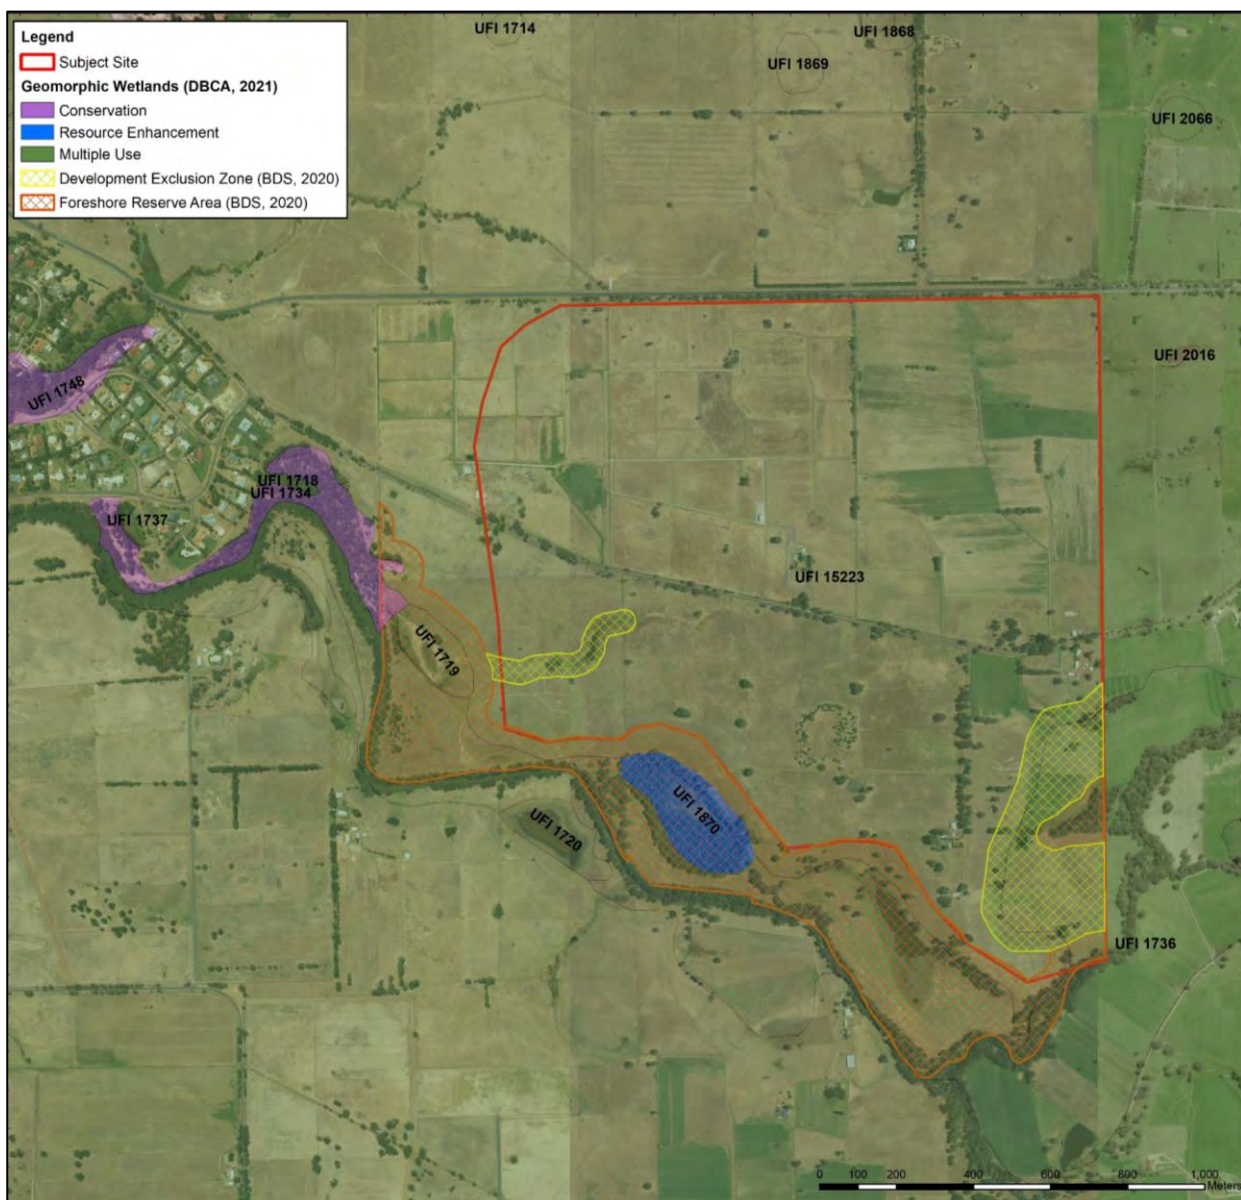 Legend
Subject Site
Geomorphic Wetlands (DBCA, 2021)
Conservation
Resource Enhancement
Multiple Use
Development Exclusion Zone (BDS, 2020)
Foreshore Reserve Area (BDS, 2020)
UFI 1714
UFI 1868
UFI 1869
UFI 2066
UFI 2016
UFI 1748
UFI 1718
UFI 1734
UFI 1737
UFI 15223
UFI 1719
UFI 1870
UFI 1720
UFI 1736
0 100 200 400 600 800 1,000
Meters